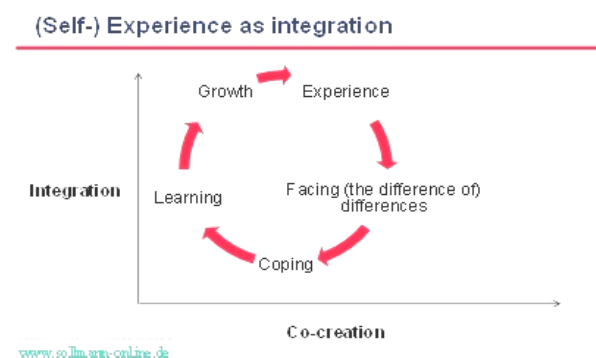 (Self-) Experience as integration
Growth
Experience
Integration
Learning
Facing (the difference of)
differences
Coping
Co-creation
www.sollmann-online.de